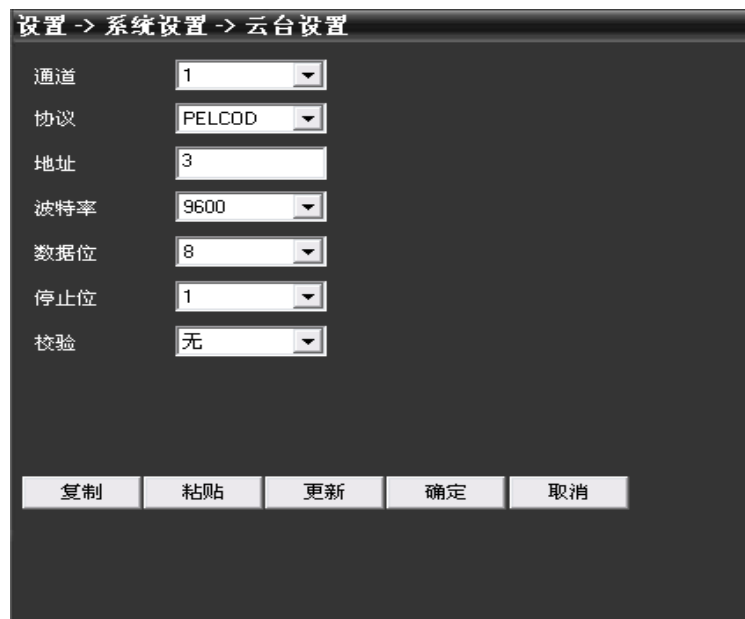 设置 -> 系统设置 -> 云台设置
通道 1
协议 PELCOD
地址 3
波特率 9600
数据位 8
停止位 1
校验 无
复制 粘贴 更新 确定 取消